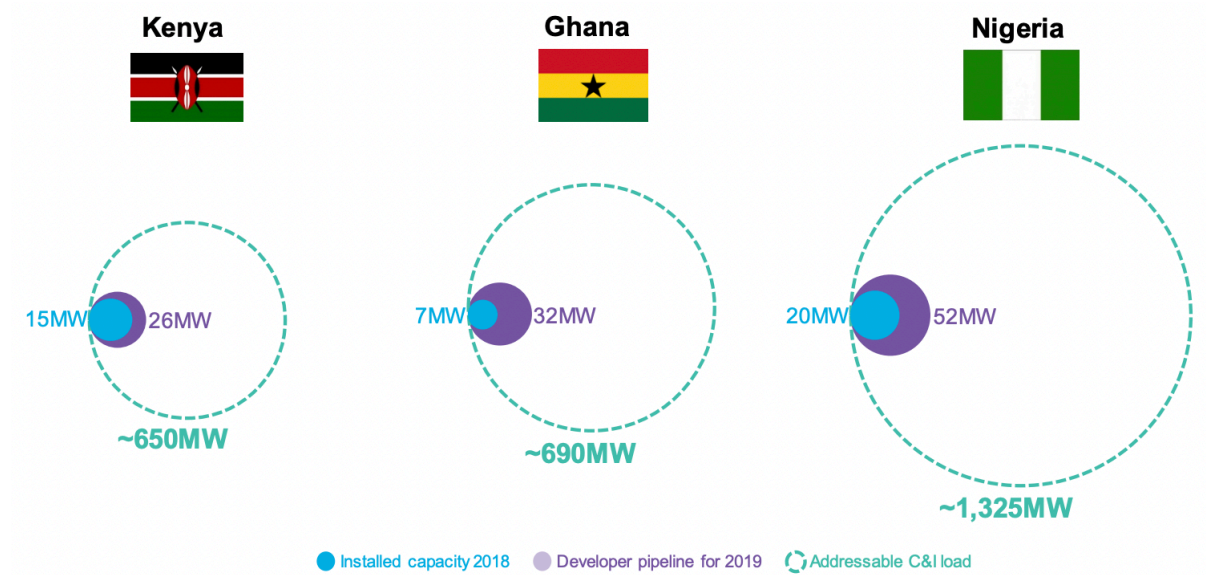 Kenya
Ghana
Nigeria
15MW
26MW
~650MW
7MW
32MW
~690MW
20MW
52MW
~1,325MW
Installed capacity 2018
Developer pipeline for 2019
Addressable C&I load